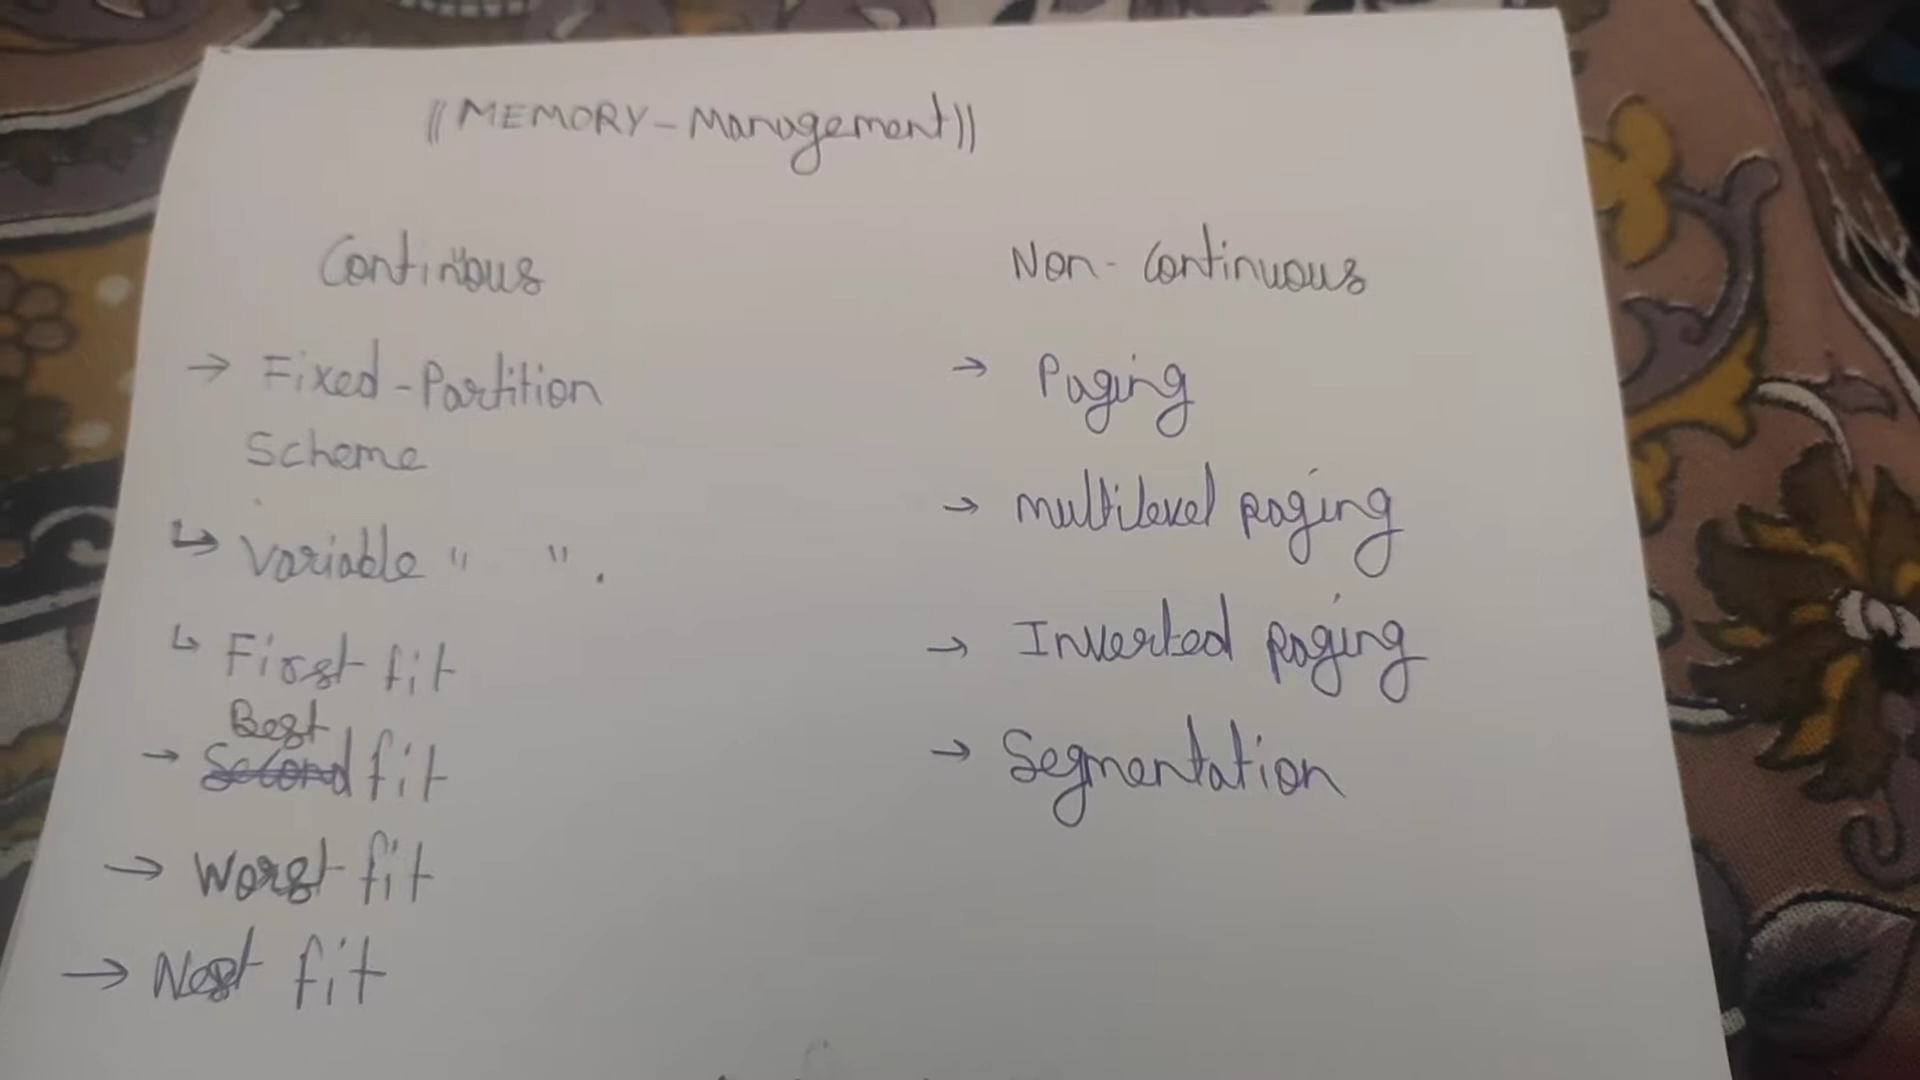 ||MEMORY-Management||
Continuous
→ Fixed-Partition
Scheme
↳ Variable " ".
↳ First fit
Best
→ Second fit
→ Worst fit
→ Next fit
Non-Continuous
→ Paging
→ multilevel paging
→ Inverted paging
→ Segmentation